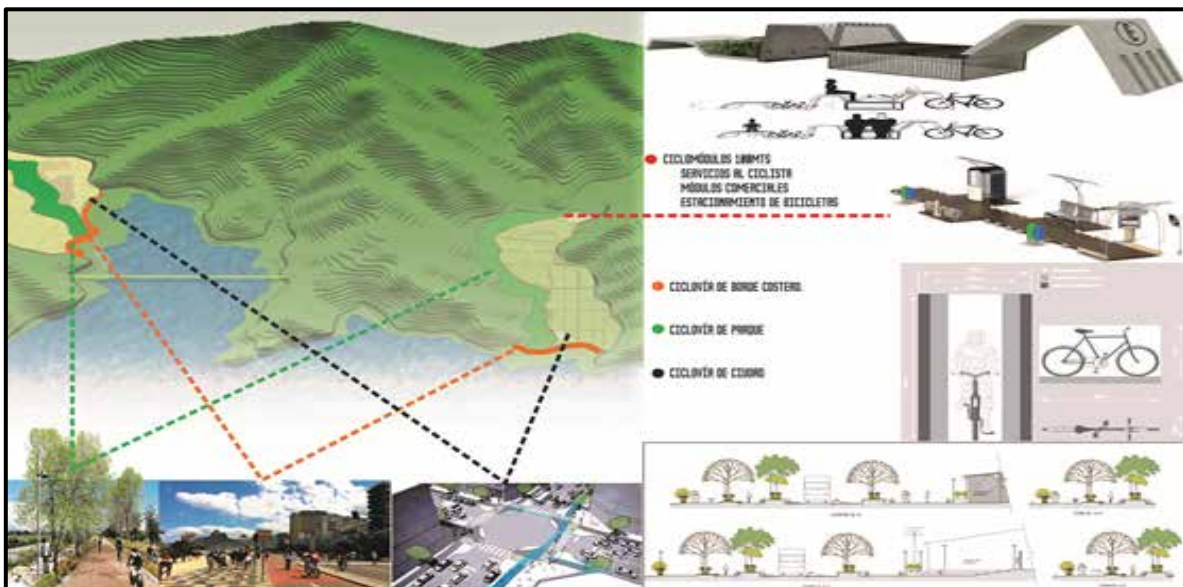 CICLOMÓDULOS 100MTS
SERVICIOS AL CICLISTA
MÓDULOS COMERCIALES
ESTACIONAMIENTO DE BICICLETAS
CICLOVÍA DE BORDE COSTERO.
CICLOVÍA DE PARQUE
CICLOVÍA DE CIUDAD